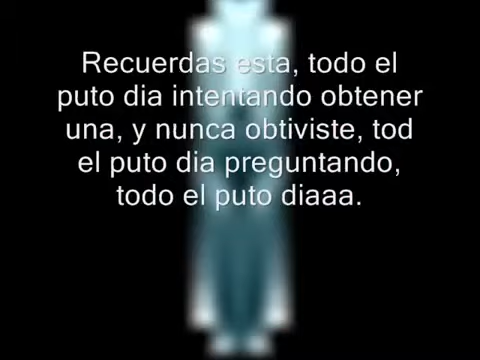 Recuerdas esta, todo el
puto dia intentando obtener
una, y nunca obtiviste, tod
el puto dia preguntando,
todo el puto diaaa.